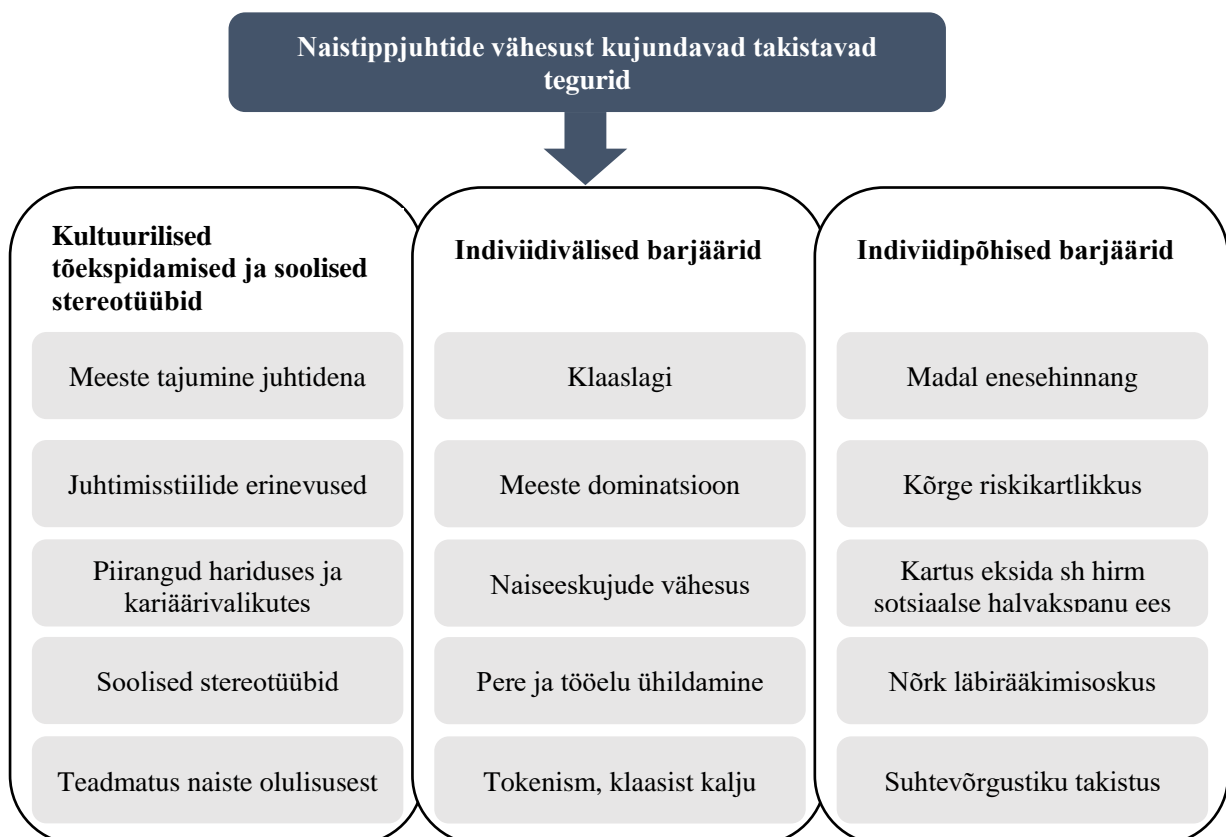 Naistippjuhtide vähesust kujundavad takistavad
tegurid
Kultuurilised
tõekspidamised ja soolised
stereotüübid
Meeste tajumine juhtidena
Juhtimisstiilide erinevused
Piirangud hariduses ja
karjäärivalikutes
Soolised stereotüübid
Teadmatus naiste olulisusest
Indiviidivälised barjäärid
Klaaslagi
Meeste dominatsioon
Naiseeskujude vähesus
Pere ja tööelu ühildamine
Tokenism, klaasist kalju
Indiviidipõhised barjäärid
Madal enesehinnang
Kõrge riskikartlikkus
Kartus eksida sh hirm
sotsiaalse halvakspanu ees
Nõrk läbirääkimisoskus
Suhtevõrgustiku takistus